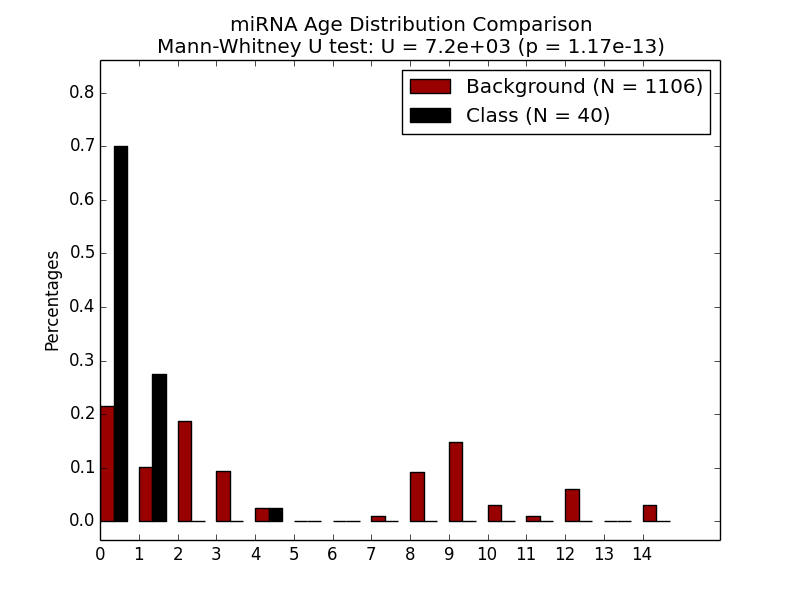 miRNA Age Distribution Comparison
Mann-Whitney U test: U = 7.2e+03 (p = 1.17e-13)
Background (N = 1106)
Class (N = 40)
Percentages
0.8
0.7
0.6
0.5
0.4
0.3
0.2
0.1
0.0
0 1 2 3 4 5 6 7 8 9 10 11 12 13 14